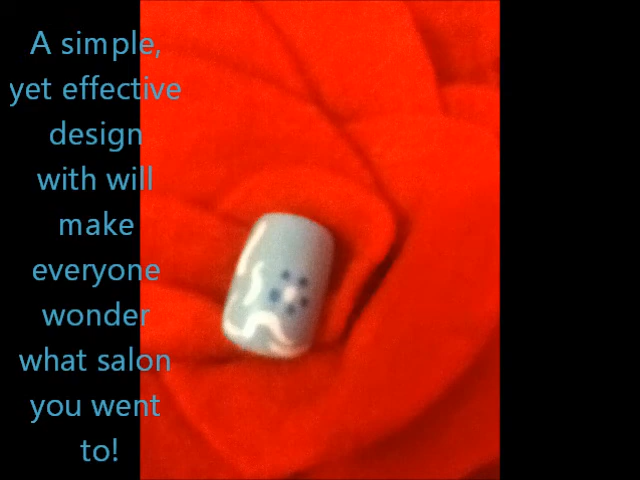 A simple,
yet effective
design
with will
make
everyone
wonder
what salon
you went
to!